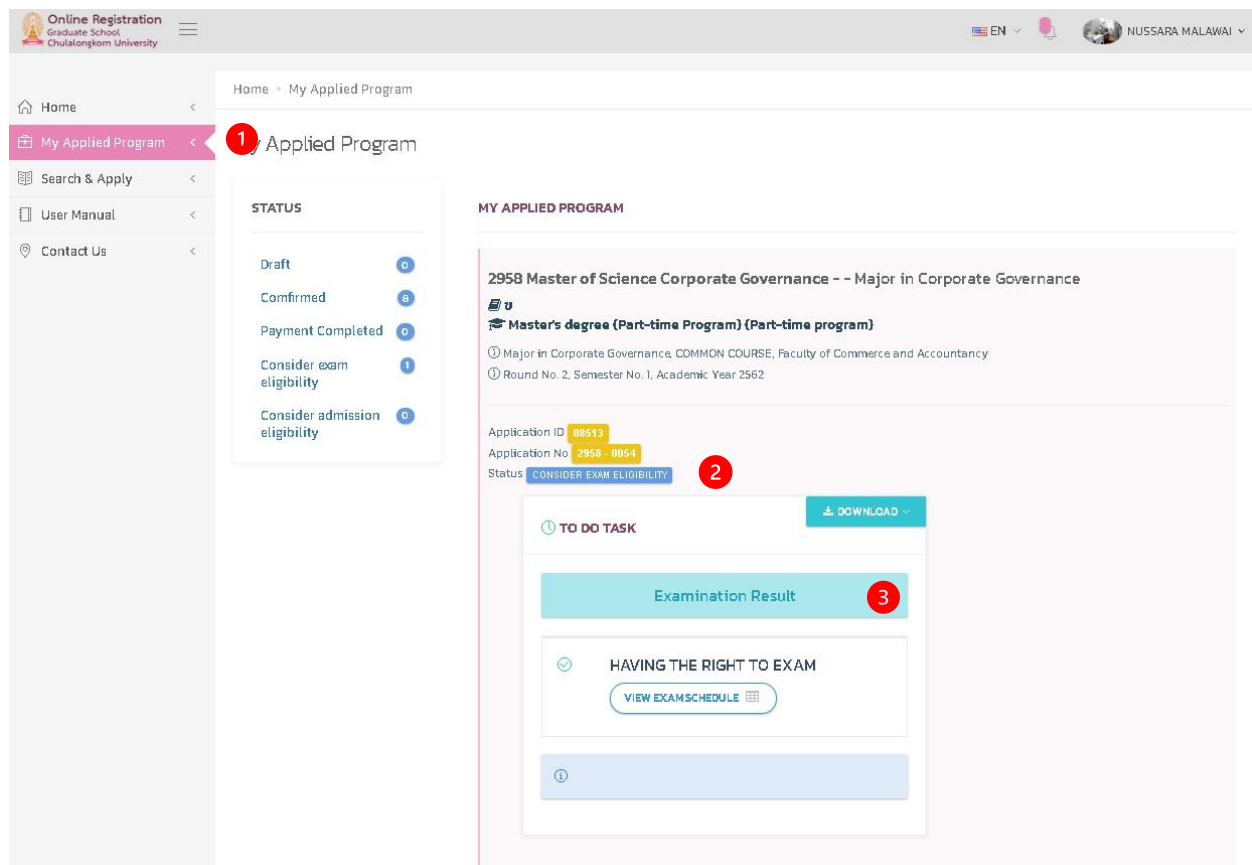 Online Registration
Graduate School
Chulalongkorn University
EN
NUSSARA MALAWAI
Home
My Applied Program
Search & Apply
User Manual
Contact Us
Home • My Applied Program
1
My Applied Program
STATUS
Draft 0
Comfirmed 8
Payment Completed 0
Consider exam 1
eligibility
Consider admission 0
eligibility
MY APPLIED PROGRAM
2958 Master of Science Corporate Governance - - Major in Corporate Governance
ข
Master's degree (Part-time Program) (Part-time program)
Major in Corporate Governance, COMMON COURSE, Faculty of Commerce and Accountancy
Round No. 2, Semester No. 1, Academic Year 2562
Application ID 08513
Application No 2958 - 0054
Status CONSIDER EXAM ELIGIBILITY
2
TO DO TASK
DOWNLOAD
Examination Result
3
HAVING THE RIGHT TO EXAM
VIEW EXAM SCHEDULE